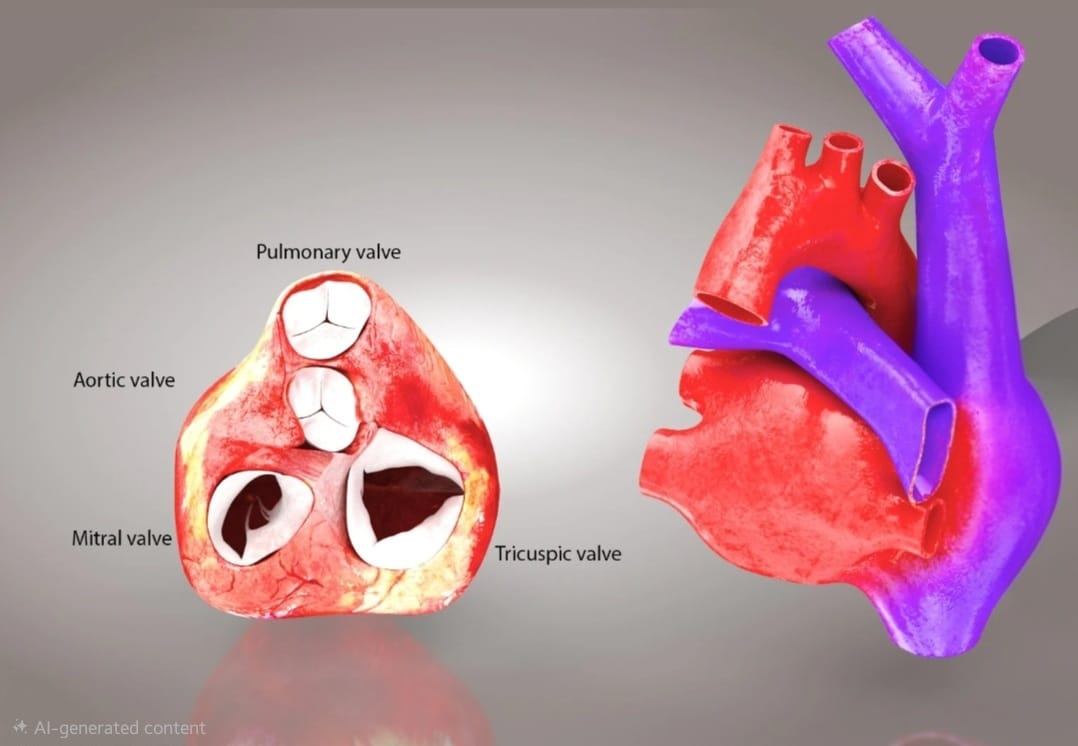 Pulmonary valve
Aortic valve
Mitral valve
Tricuspic valve
AI-generated content